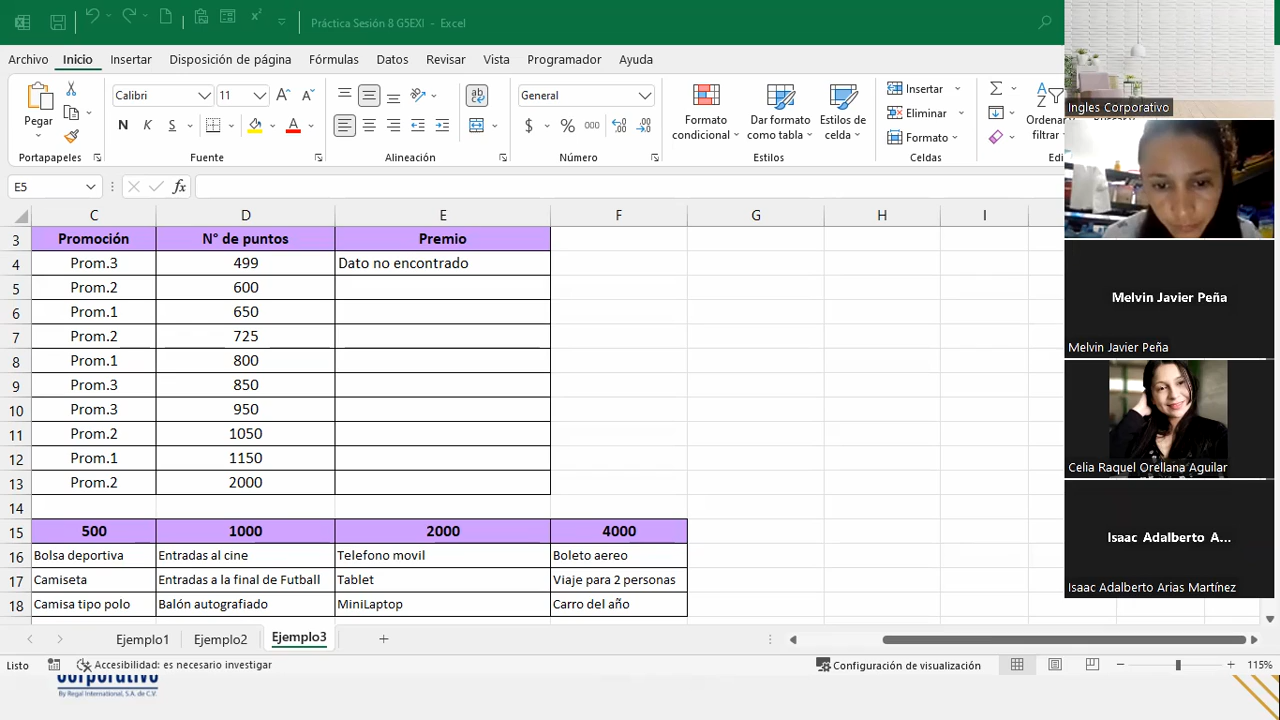 Práctica Sesión 8 G5EXI - Excel
Archivo Inicio Insertar Disposición de página Fórmulas Programador Ayuda
Pegar
Calibri 11
General
Formato condicional
Dar formato como tabla
Estilos de celda
Insertar
Eliminar
Formato
Ordenar
filtrar
Portapapeles Fuente Alineación Número Estilos Celdas
E5
C D E F G H I
3 Promoción N° de puntos Premio
4 Prom.3 499 Dato no encontrado
5 Prom.2 600
6 Prom.1 650
7 Prom.2 725
8 Prom.1 800
9 Prom.3 850
10 Prom.3 950
11 Prom.2 1050
12 Prom.1 1150
13 Prom.2 2000
14
15 500 1000 2000 4000
16 Bolsa deportiva Entradas al cine Telefono movil Boleto aereo
17 Camiseta Entradas a la final de Futball Tablet Viaje para 2 personas
18 Camisa tipo polo Balón autografiado MiniLaptop Carro del año
Ejemplo1 Ejemplo2 Ejemplo3
Listo Accesibilidad: es necesario investigar Configuración de visualización 115%
By Regal International, S.A. de C.V.
Ingles Corporativo
Melvin Javier Peña
Melvin Javier Peña
Celia Raquel Orellana Aguilar
Isaac Adalberto A...
Isaac Adalberto Arias Martínez